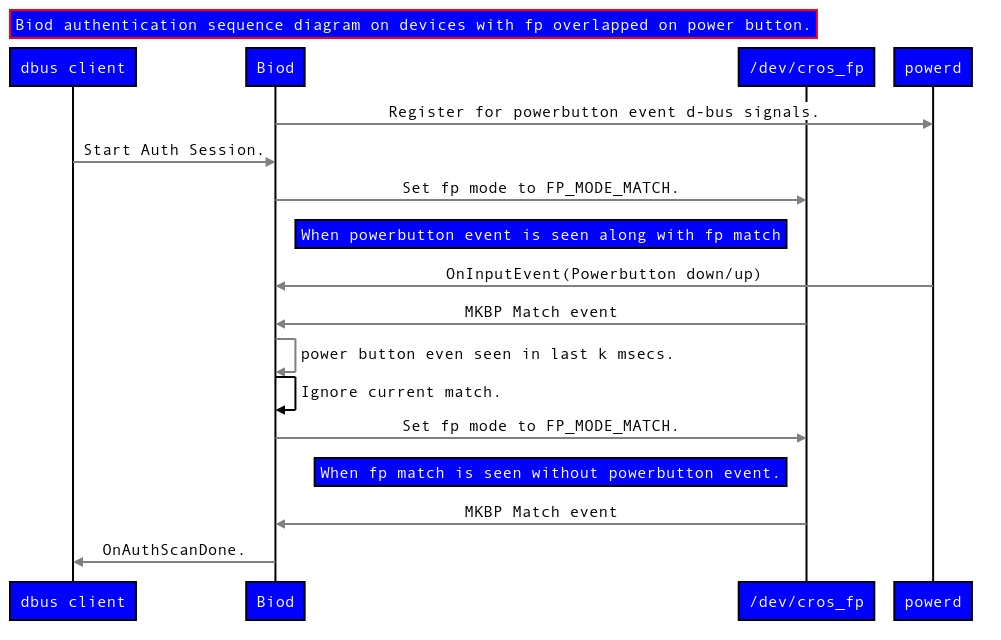 Biod authentication sequence diagram on devices with fp overlapped on power button.
dbus client
Biod
/dev/cros_fp
powerd
Register for powerbutton event d-bus signals.
Start Auth Session.
Set fp mode to FP_MODE_MATCH.
When powerbutton event is seen along with fp match
OnInputEvent(Powerbutton down/up)
MKBP Match event
power button even seen in last k msecs.
Ignore current match.
Set fp mode to FP_MODE_MATCH.
When fp match is seen without powerbutton event.
MKBP Match event
OnAuthScanDone.
dbus client
Biod
/dev/cros_fp
powerd